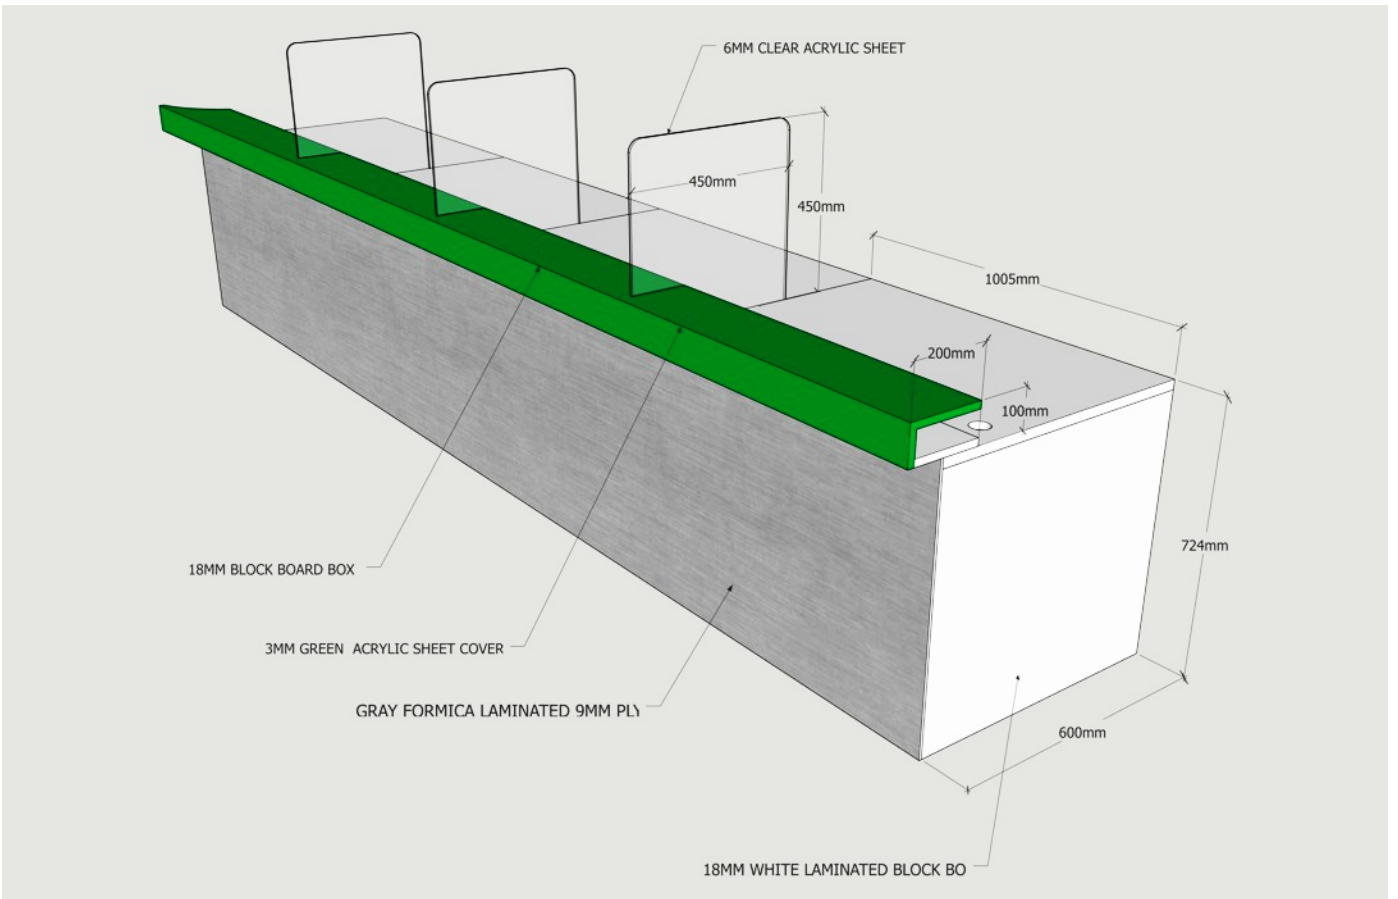 6MM CLEAR ACRYLIC SHEET
450mm
450mm
1005mm
200mm
100mm
724mm
18MM BLOCK BOARD BOX
3MM GREEN  ACRYLIC SHEET COVER
GRAY FORMICA LAMINATED 9MM PLY
600mm
18MM WHITE LAMINATED BLOCK BO